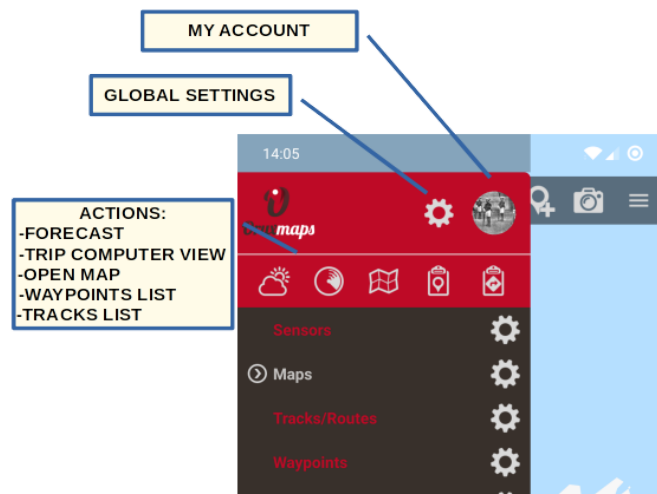 MY ACCOUNT
GLOBAL SETTINGS
14:05
maps
ACTIONS:
-FORECAST
-TRIP COMPUTER VIEW
-OPEN MAP
-WAYPOINTS LIST
-TRACKS LIST
Sensors
Maps
Tracks/Routes
Waypoints